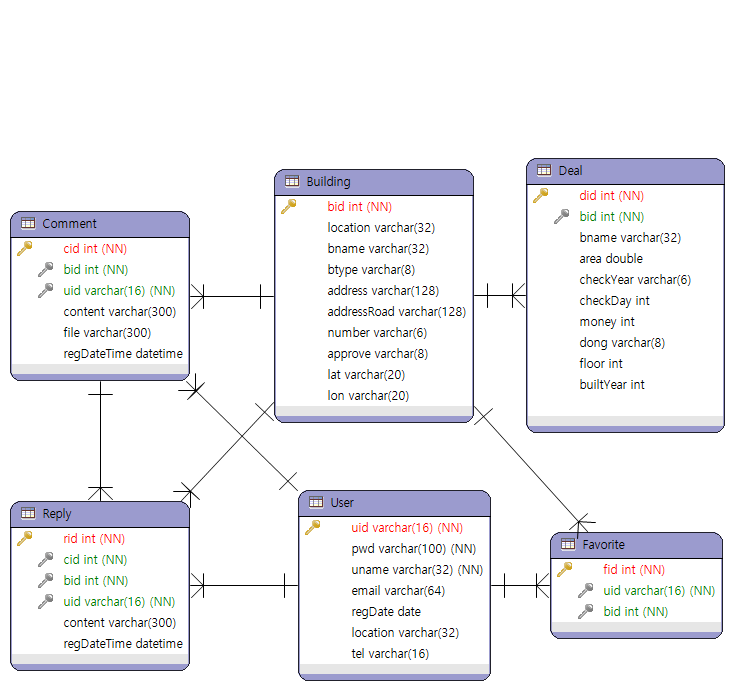 Comment
cid int (NN)
bid int (NN)
uid varchar(16) (NN)
content varchar(300)
file varchar(300)
regDateTime datetime
Building
bid int (NN)
location varchar(32)
bname varchar(32)
btype varchar(8)
address varchar(128)
addressRoad varchar(128)
number varchar(6)
approve varchar(8)
lat varchar(20)
lon varchar(20)
Deal
did int (NN)
bid int (NN)
bname varchar(32)
area double
checkYear varchar(6)
checkDay int
money int
dong varchar(8)
floor int
builtYear int
Reply
rid int (NN)
cid int (NN)
bid int (NN)
uid varchar(16) (NN)
content varchar(300)
regDateTime datetime
User
uid varchar(16) (NN)
pwd varchar(100) (NN)
uname varchar(32) (NN)
email varchar(64)
regDate date
location varchar(32)
tel varchar(16)
Favorite
fid int (NN)
uid varchar(16) (NN)
bid int (NN)